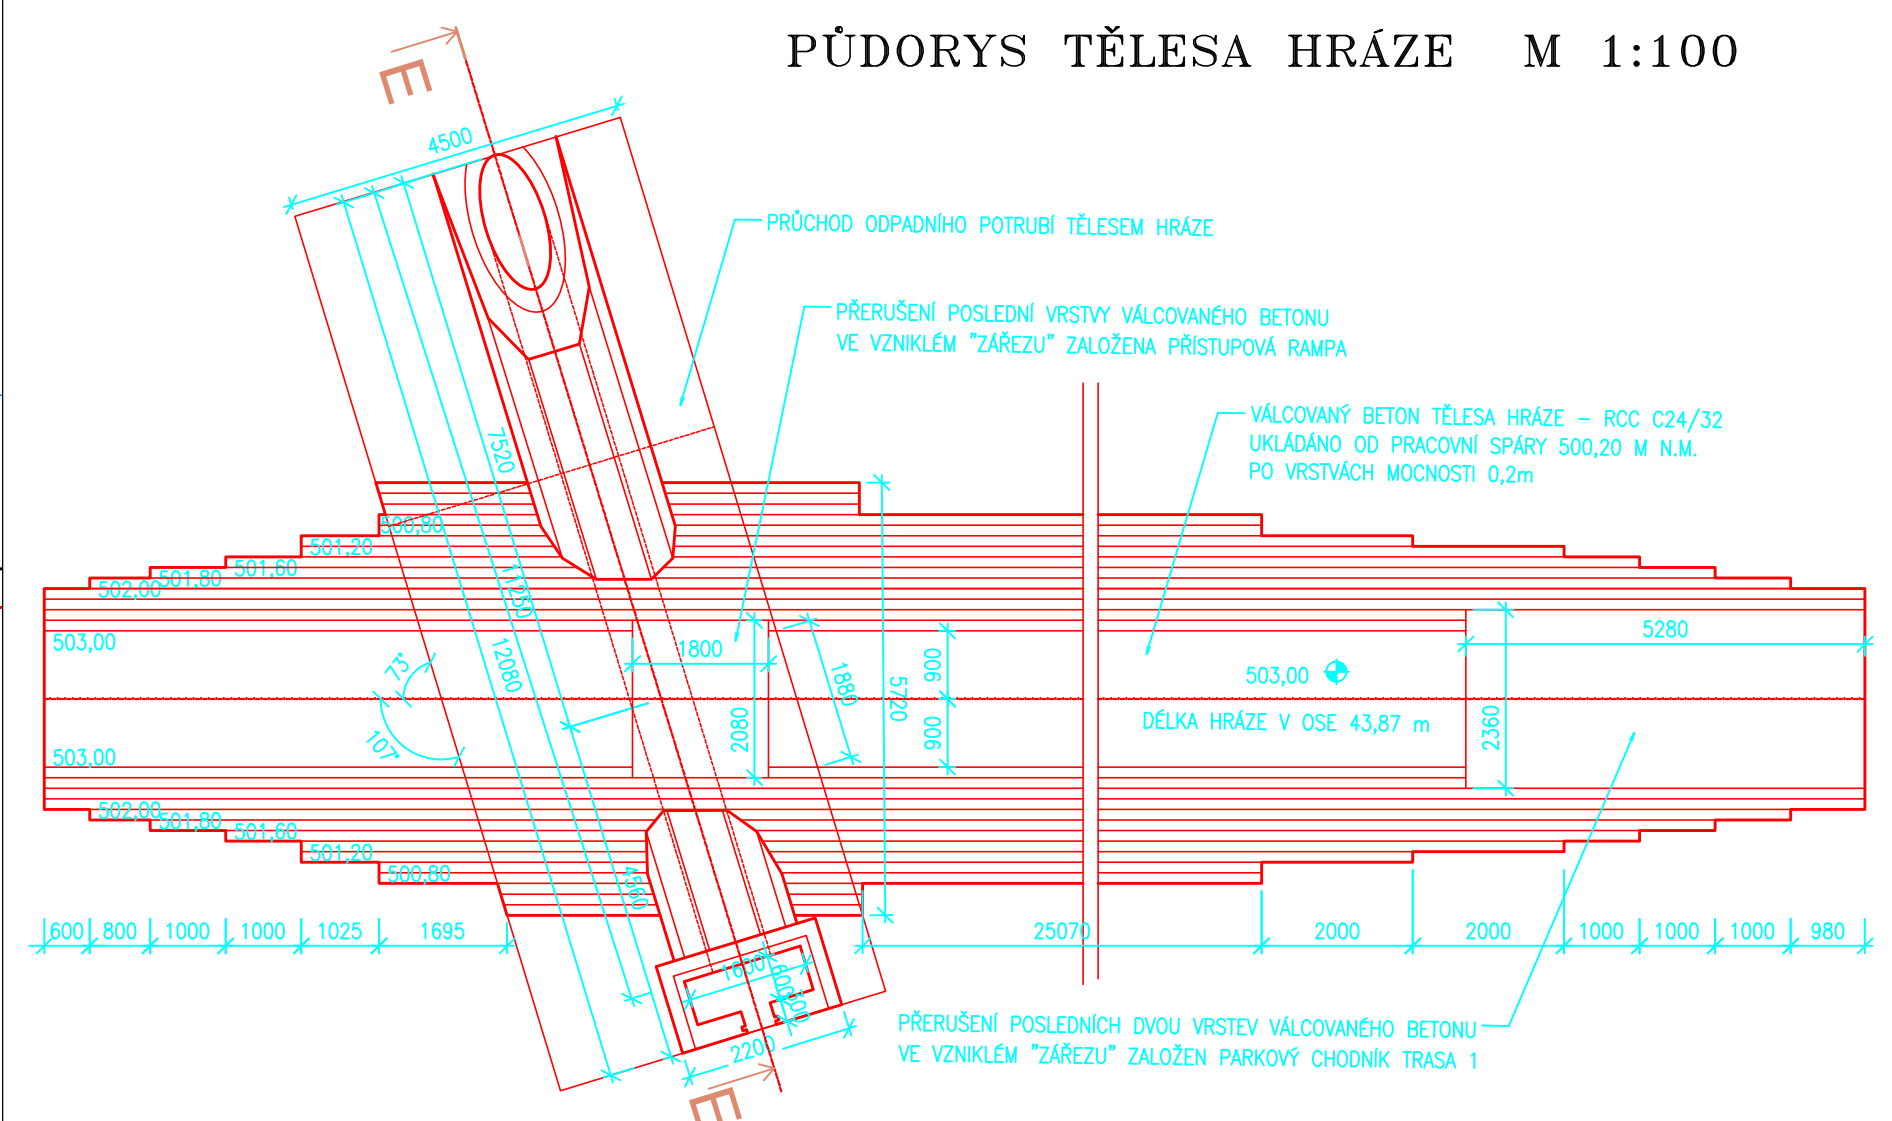 PŮDORYS TĚLESA HRÁZE M 1:100
E
4500
PRŮCHOD ODPADNÍHO POTRUBÍ TĚLESEM HRÁZE
PŘERUŠENÍ POSLEDNÍ VRSTVY VÁLCOVANÉHO BETONU
VE VZNIKLÉM "ZÁŘEZU" ZALOŽENA PŘÍSTUPOVÁ RAMPA
VÁLCOVANÝ BETON TĚLESA HRÁZE - RCC C24/32
UKLÁDÁNO OD PRACOVNÍ SPÁRY 500,20 M N.M.
PO VRSTVÁCH MOCNOSTI 0,2m
7520
500,80
501,20
501,60
501,80
502,00
11250
503,00
12080
73°
1800
1880
5720
900
5280
503,00
2080
900
DÉLKA HRÁZE V OSE 43,87 m
2360
107°
503,00
502,00
501,80
501,60
501,20
500,80
4560
600 800 1000 1000 1025 1695 25070 2000 2000 1000 1000 1000 980
1600
600
500
2200
PŘERUŠENÍ POSLEDNÍCH DVOU VRSTEV VÁLCOVANÉHO BETONU
VE VZNIKLÉM "ZÁŘEZU" ZALOŽEN PARKOVÝ CHODNÍK TRASA 1
E